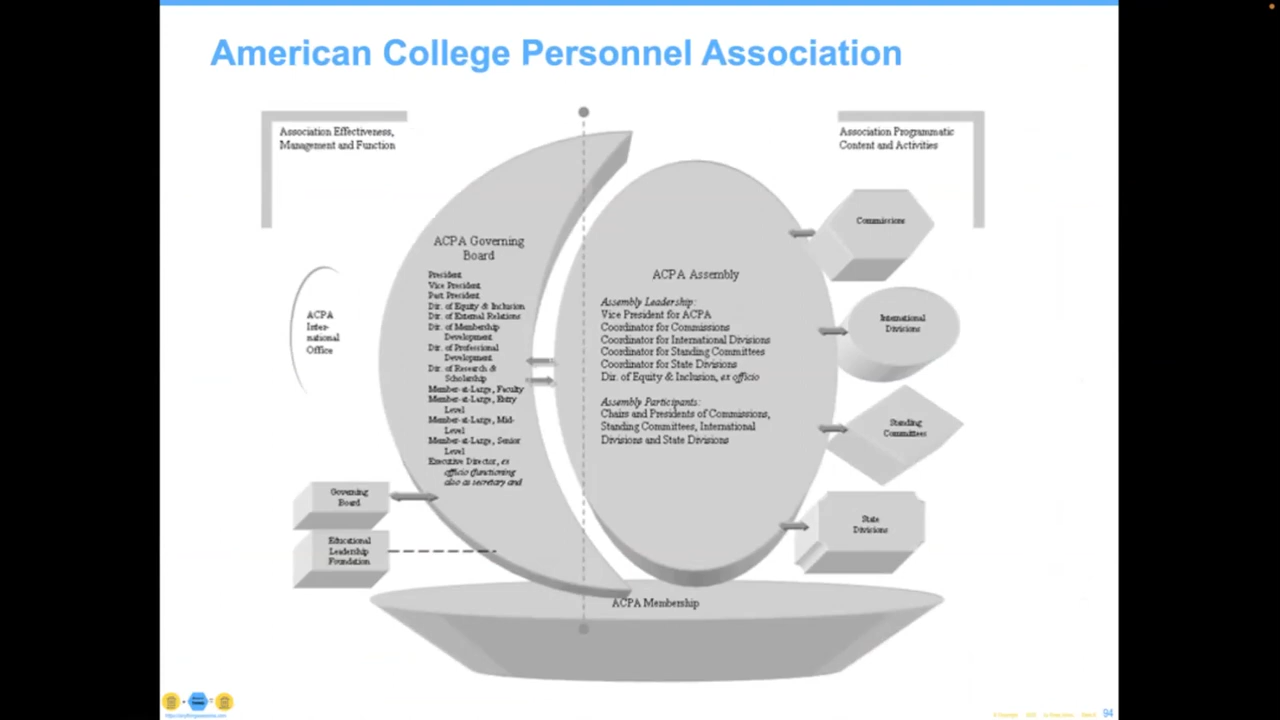 American College Personnel Association
Association Effectiveness,
Management and Function
Association Programmatic
Content and Activities
ACPA Governing
Board
President
Vice President
Past President
Dir. of Equity & Inclusion
Dir. of External Relations
Dir. of Membership
Development
Dir. of Professional
Development
Dir. of Research &
Scholarship
Member-at-Large, Faculty
Member-at-Large, Entry
Level
Member-at-Large, Mid-
Level
Member-at-Large, Senior
Level
Executive Director, ex
officio (functioning
also as secretary and
ACPA
Inter-
national
Office
Governing
Board
Educational
Leadership
Foundation
ACPA Assembly
Assembly Leadership:
Vice President for ACPA
Coordinator for Commissions
Coordinator for International Divisions
Coordinator for Standing Committees
Coordinator for State Divisions
Dir. of Equity & Inclusion, ex officio
Assembly Participants:
Chairs and Presidents of Commissions,
Standing Committees, International
Divisions and State Divisions
Commissions
International
Divisions
Standing
Committees
State
Divisions
ACPA Membership
94